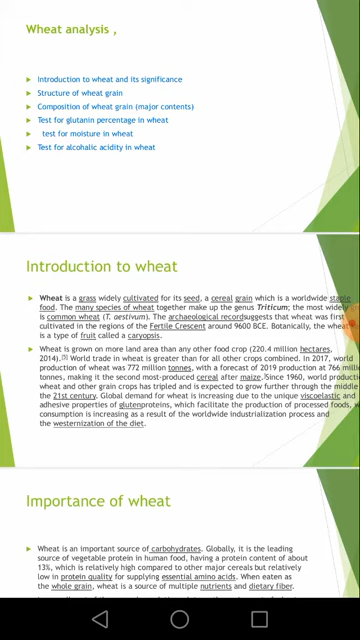 Wheat analysis ,
Introduction to wheat and its significance
Structure of wheat grain
Composition of wheat grain (major contents)
Test for glutanin percentage in wheat
test for moisture in wheat
Test for alcohalic acidity in wheat
Introduction to wheat
Wheat is a grass widely cultivated for its seed, a cereal grain which is a worldwide staple
food. The many species of wheat together make up the genus Triticum; the most widely
is common wheat (T. aestivum). The archaeological recordsuggests that wheat was first
cultivated in the regions of the Fertile Crescent around 9600 BCE. Botanically, the wheat
is a type of fruit called a caryopsis.
Wheat is grown on more land area than any other food crop (220.4 million hectares,
2014).[5] World trade in wheat is greater than for all other crops combined. In 2017, world
production of wheat was 772 million tonnes, with a forecast of 2019 production at 766
tonnes, making it the second most-produced cereal after maize. Since 1960, world
wheat and other grain crops has tripled and is expected to grow further through the middle
the 21st century. Global demand for wheat is increasing due to the unique viscoelastic and
adhesive properties of glutenproteins, which facilitate the production of processed foods,
consumption is increasing as a result of the worldwide industrialization process and
the westernization of the diet.
Importance of wheat
Wheat is an important source of carbohydrates. Globally, it is the leading
source of vegetable protein in human food, having a protein content of about
13%, which is relatively high compared to other major cereals but relatively
low in protein quality for supplying essential amino acids. When eaten as
the whole grain, wheat is a source of multiple nutrients and dietary fiber.